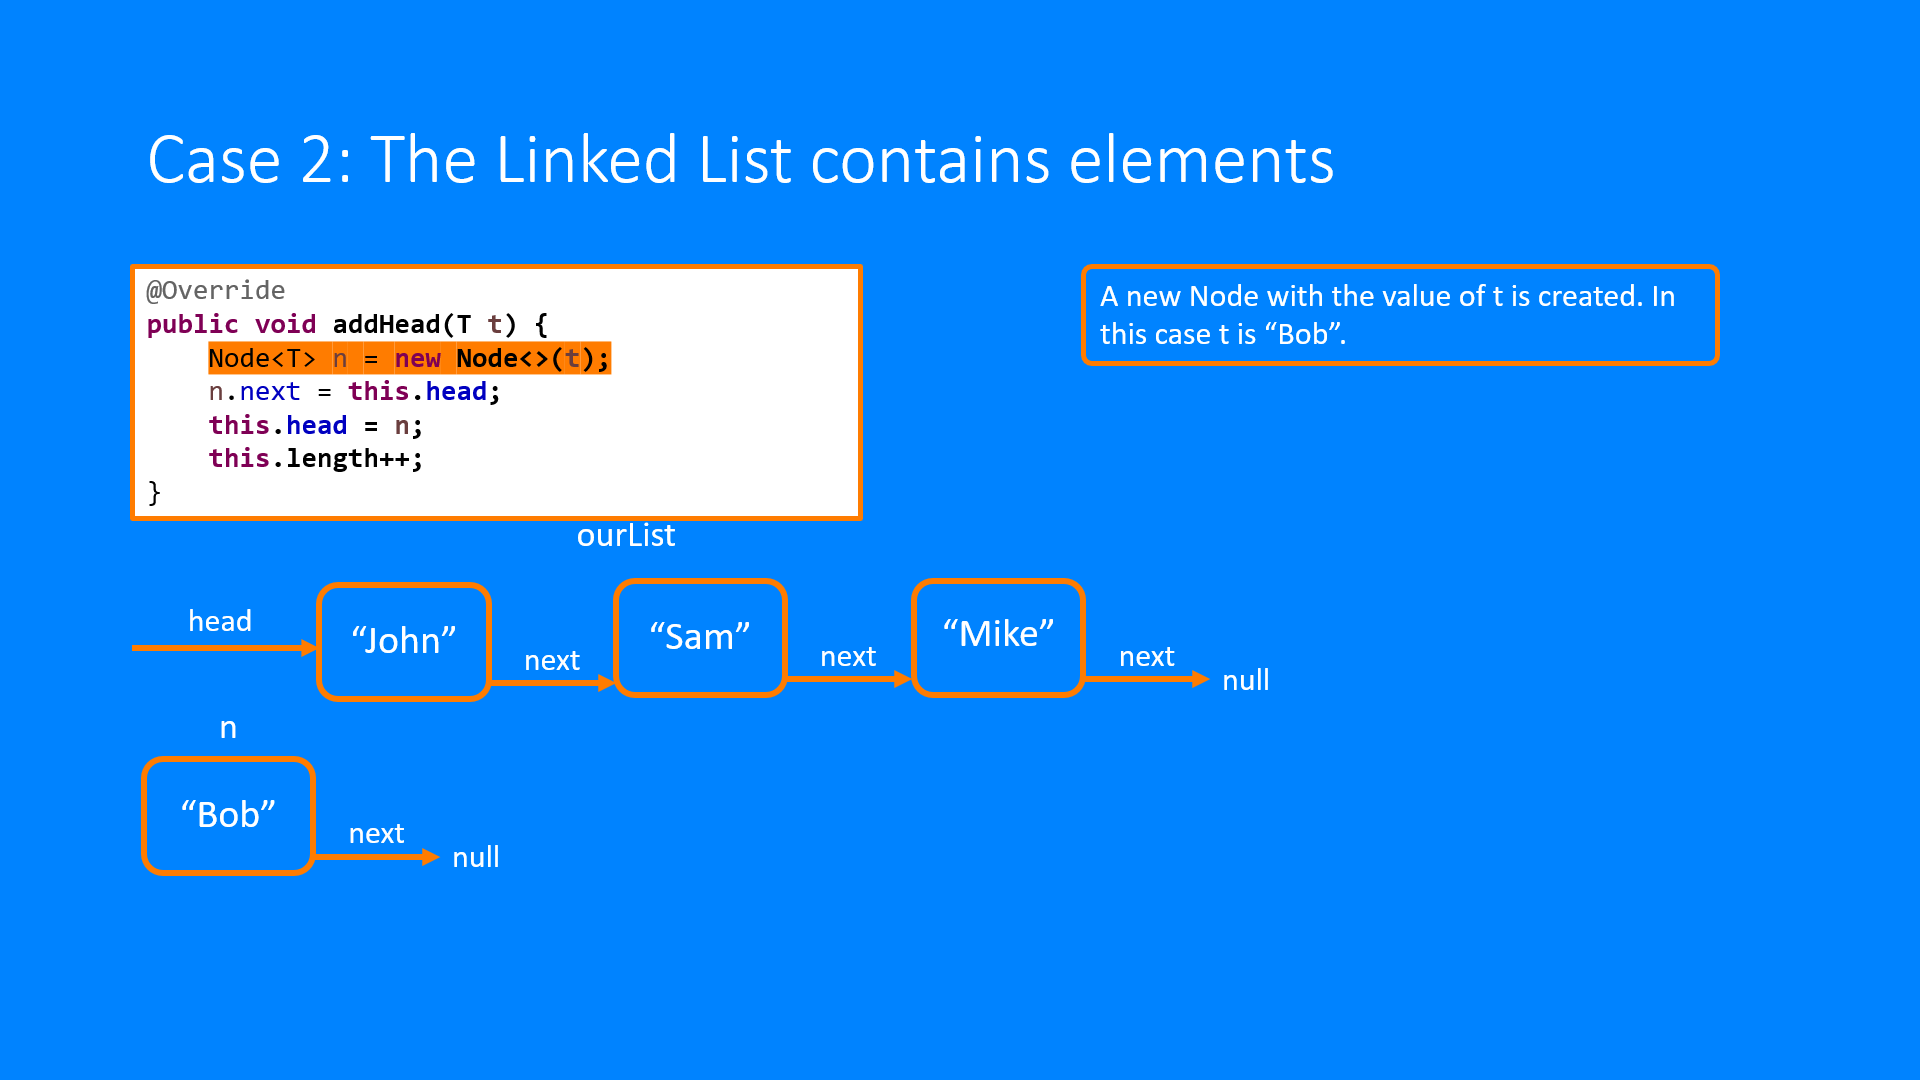 Case 2: The Linked List contains elements
@Override
public void addHead(T t) {
Node<T> n = new Node<>(t);
n.next = this.head;
this.head = n;
this.length++;
}
A new Node with the value of t is created. In
this case t is “Bob”.
ourList
head
“John”
next
“Sam”
next
“Mike”
next
null
n
“Bob”
next
null